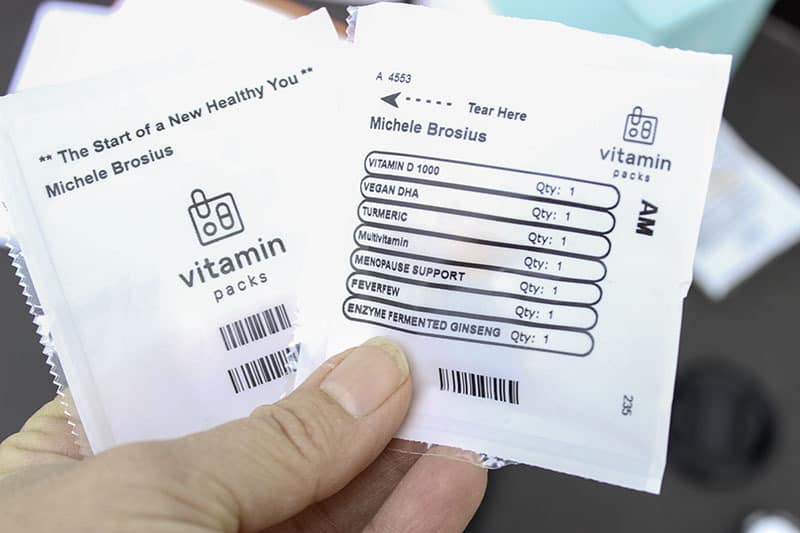 ** The Start of a New Healthy You **
Michele Brosius
vitamin
packs
A 4553
Tear Here
Michele Brosius
vitamin
packs
AM
VITAMIN D 1000 Qty: 1
VEGAN DHA Qty: 1
TURMERIC Qty: 1
Multivitamin Qty: 1
MENOPAUSE SUPPORT Qty: 1
FEVERFEW Qty: 1
ENZYME FERMENTED GINSENG Qty: 1
235